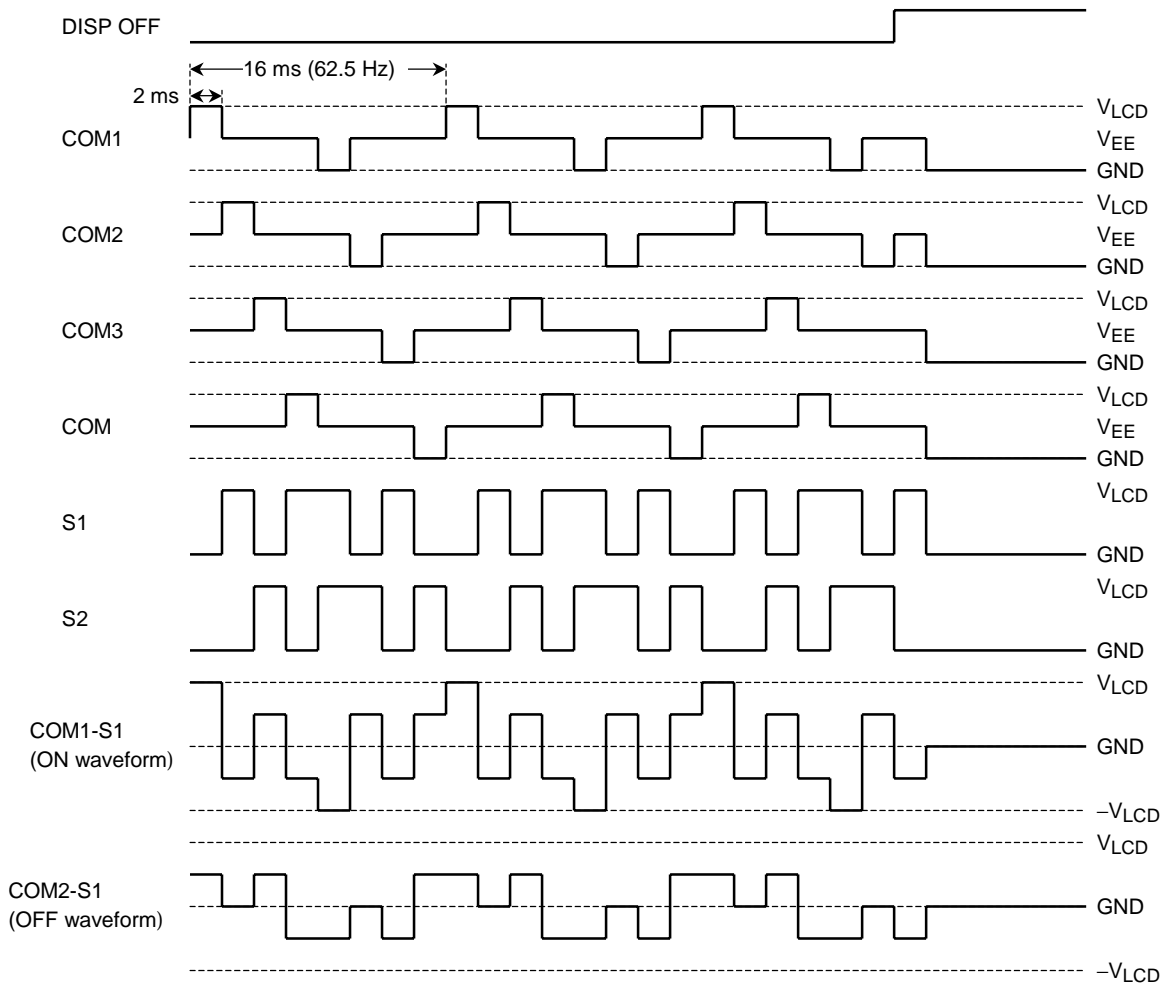 DISP OFF
16 ms (62.5 Hz)
2 ms
COM1
VLCD
VEE
GND
COM2
VLCD
VEE
GND
COM3
VLCD
VEE
GND
COM
VLCD
VEE
GND
S1
VLCD
GND
S2
VLCD
GND
COM1-S1
(ON waveform)
VLCD
GND
−VLCD
COM2-S1
(OFF waveform)
VLCD
GND
−VLCD